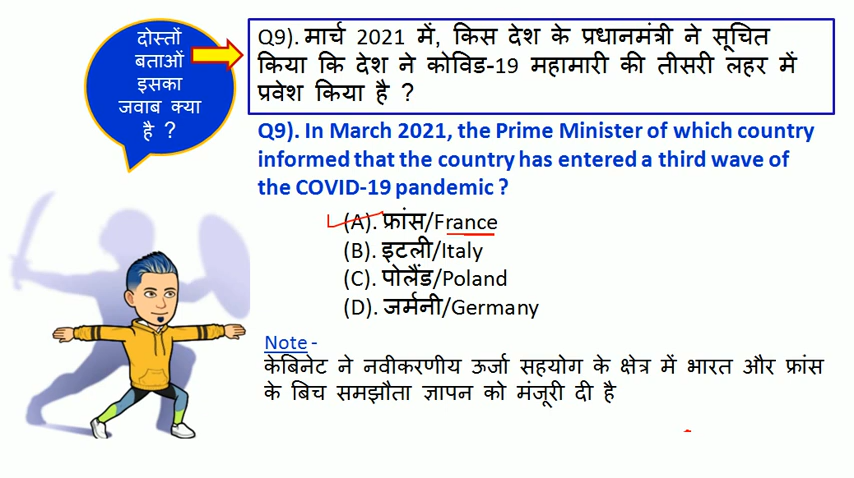 दोस्तों
बताओं
इसका
जवाब क्या
है ?
Q9). मार्च 2021 में, किस देश के प्रधानमंत्री ने सूचित
किया कि देश ने कोविड-19 महामारी की तीसरी लहर में
प्रवेश किया है ?
Q9). In March 2021, the Prime Minister of which country
informed that the country has entered a third wave of
the COVID-19 pandemic ?
(A). फ्रांस/France
(B). इटली/Italy
(C). पोलैंड/Poland
(D). जर्मनी/Germany
Note -
केबिनेट ने नवीकरणीय ऊर्जा सहयोग के क्षेत्र में भारत और फ्रांस
के बिच समझौता ज्ञापन को मंजूरी दी है